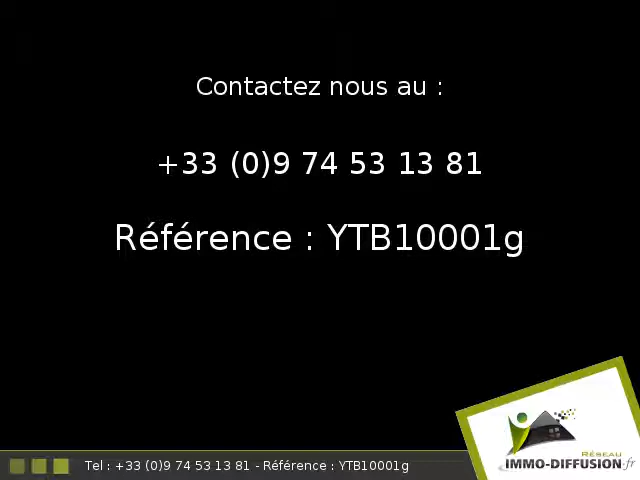 Contactez nous au :
+33 (0)9 74 53 13 81
Référence : YTB10001g
RÉSEAU
IMMO-DIFFUSION.fr
Tel : +33 (0)9 74 53 13 81 - Référence : YTB10001g